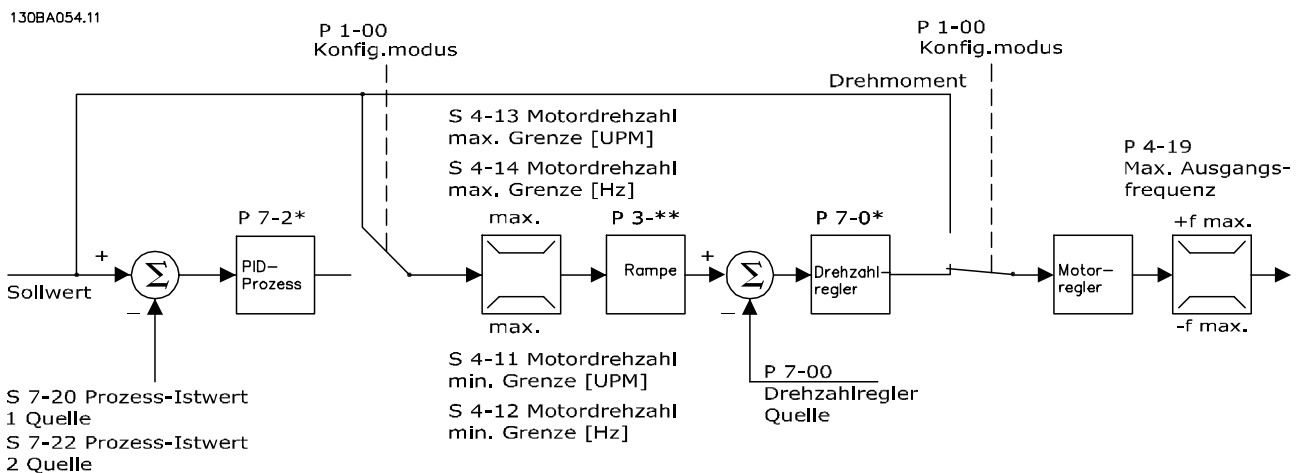 130BA054.11
P 1-00
Konfig.modus
P 1-00
Konfig.modus
Drehmoment
S 4-13 Motordrehzahl
max. Grenze [UPM]
S 4-14 Motordrehzahl
max. Grenze [Hz]
P 4-19
Max. Ausgangs-
frequenz
P 7-2*
max.
P 3-**
P 7-0*
+f max.
+
Σ
PID-
Prozess
Rampe
+
Σ
Drehzahl-
regler
Motor-
regler
Sollwert
−
max.
−
-f max.
S 7-20 Prozess-Istwert
1 Quelle
S 7-22 Prozess-Istwert
2 Quelle
S 4-11 Motordrehzahl
min. Grenze [UPM]
S 4-12 Motordrehzahl
min. Grenze [Hz]
P 7-00
Drehzahlregler
Quelle